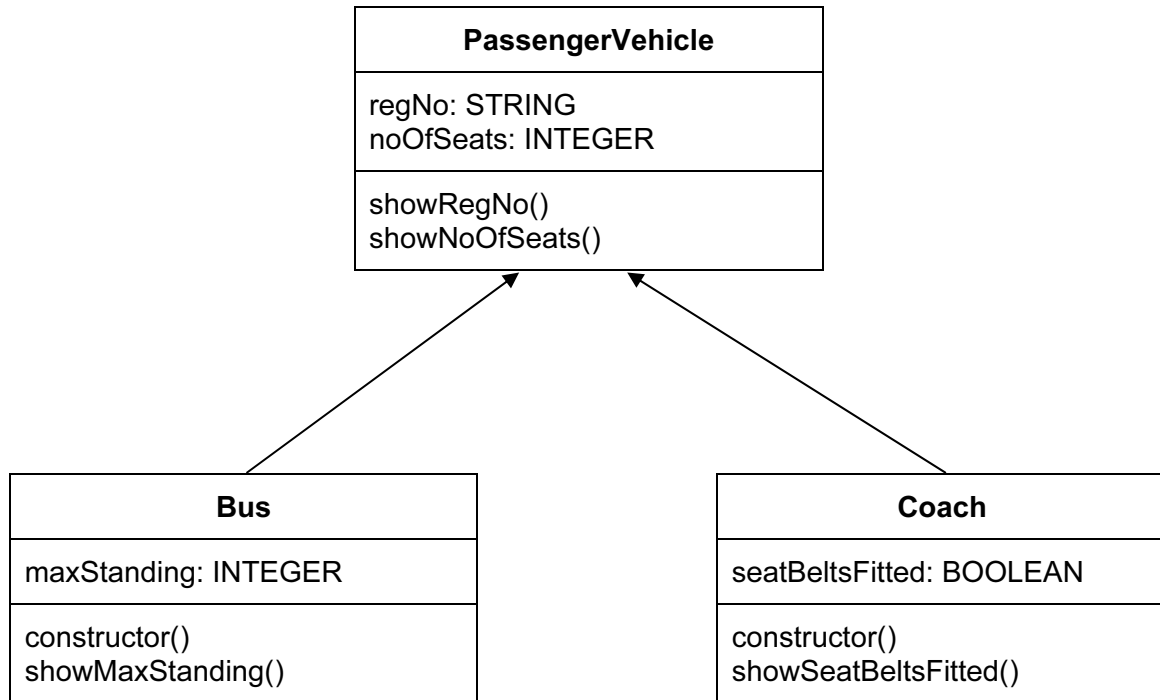 PassengerVehicle
regNo: STRING
noOfSeats: INTEGER
showRegNo()
showNoOfSeats()
Bus
maxStanding: INTEGER
constructor()
showMaxStanding()
Coach
seatBeltsFitted: BOOLEAN
constructor()
showSeatBeltsFitted()